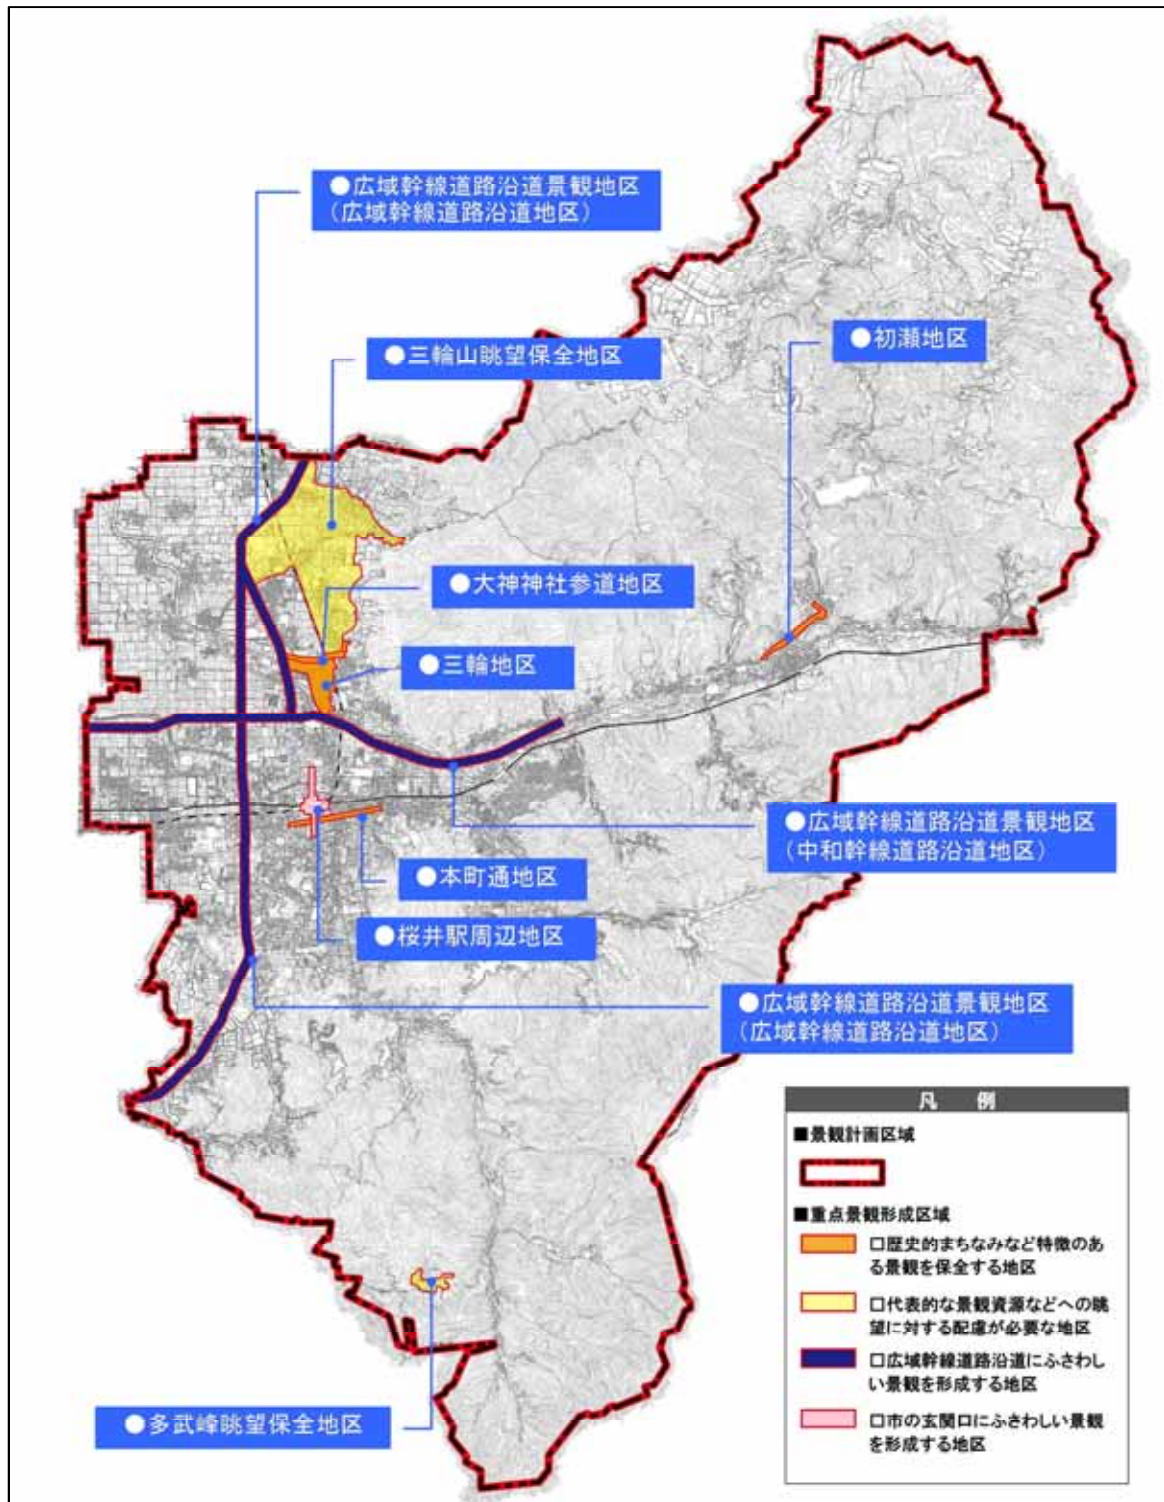 ●広域幹線道路沿道景観地区
(広域幹線道路沿道地区)
●初瀬地区
●三輪山眺望保全地区
●大神神社参道地区
●三輪地区
●広域幹線道路沿道景観地区
(中和幹線道路沿道地区)
●本町通地区
●桜井駅周辺地区
●広域幹線道路沿道景観地区
(広域幹線道路沿道地区)
●多武峰眺望保全地区
凡 例
■景観計画区域
■重点景観形成区域
□歴史的まちなみなど特徴のあ
る景観を保全する地区
□代表的な景観資源などへの眺
望に対する配慮が必要な地区
□広域幹線道路沿道にふさわし
い景観を形成する地区
□市の玄関口にふさわしい景観
を形成する地区